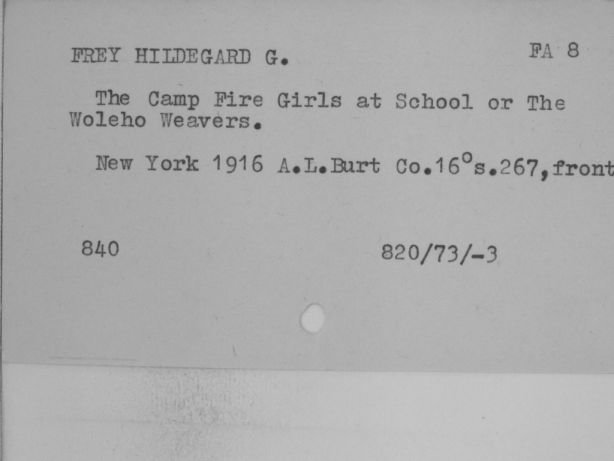 FREY HILDEGARD G. FA 8
The Camp Fire Girls at School or The
Woleho Weavers.
New York 1916 A.L.Burt Co.16°s.267,front
840 820/73/-3